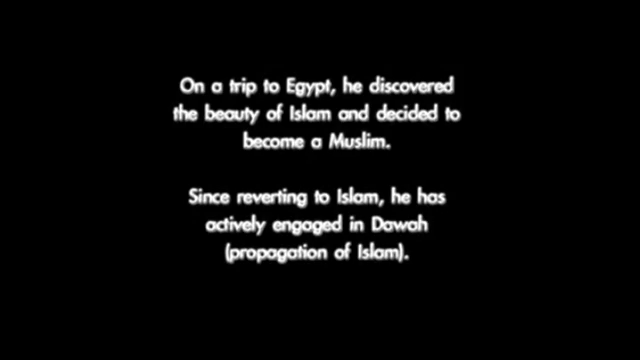 On a trip to Egypt, he discovered
the beauty of Islam and decided to
become a Muslim.
Since reverting to Islam, he has
actively engaged in Dawah
(propagation of Islam).